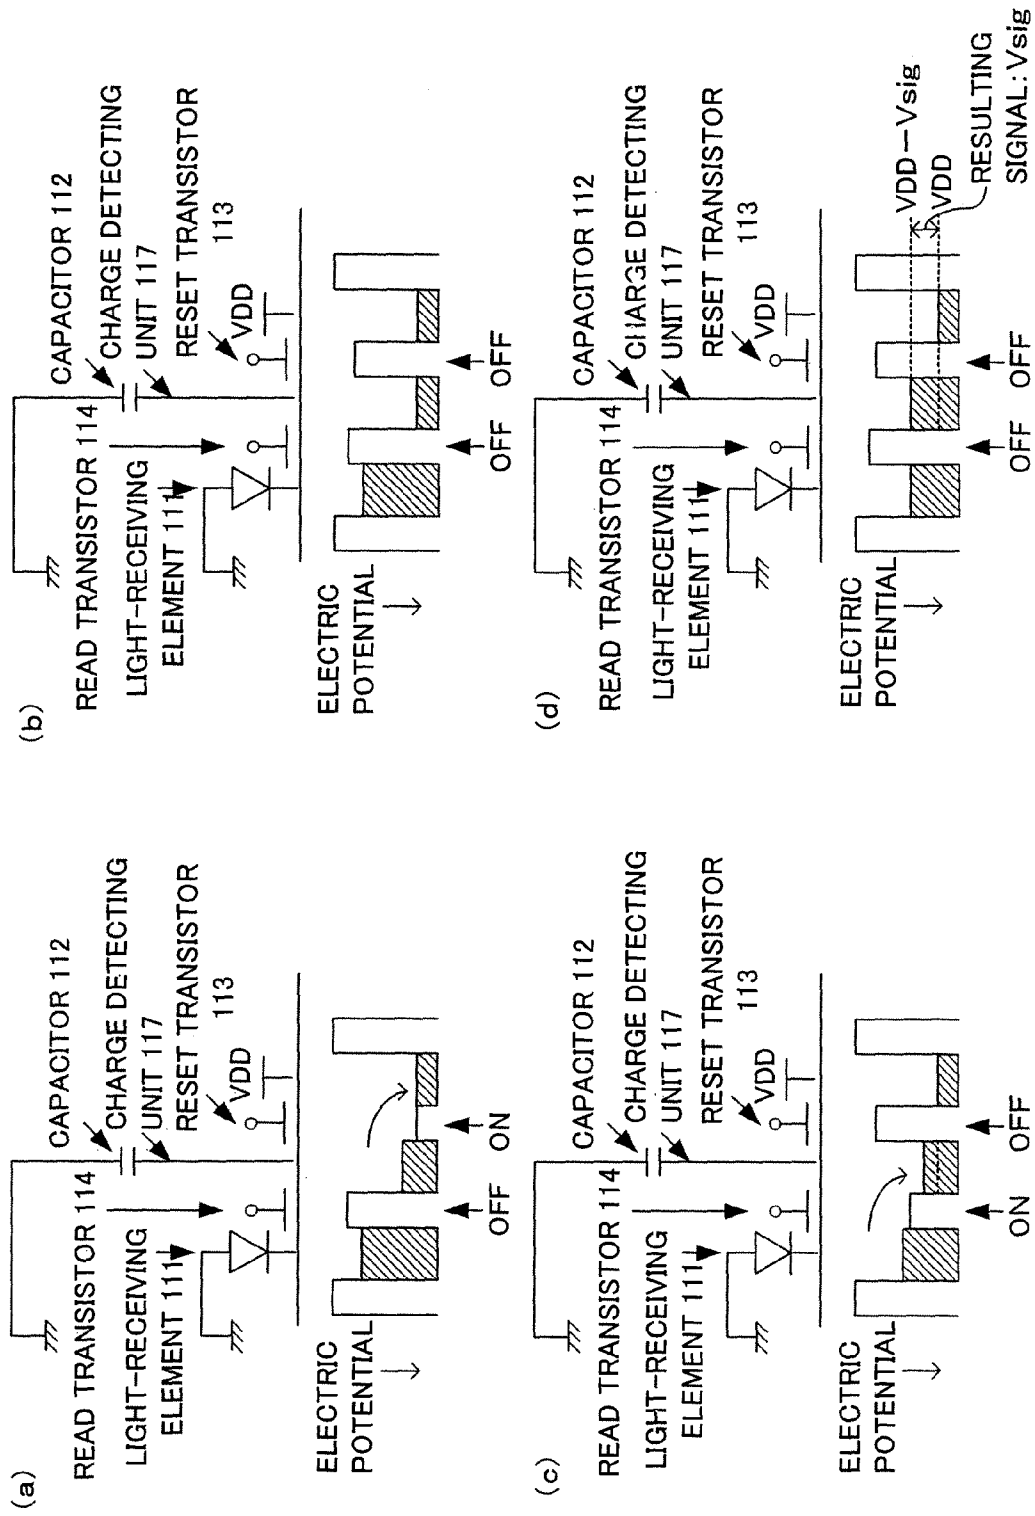 (a)
CAPACITOR 112
READ TRANSISTOR 114
CHARGE DETECTING
UNIT 117
LIGHT-RECEIVING
ELEMENT 111
RESET TRANSISTOR
113
VDD
ELECTRIC
POTENTIAL
OFF
ON
(b)
CAPACITOR 112
READ TRANSISTOR 114
CHARGE DETECTING
UNIT 117
LIGHT-RECEIVING
ELEMENT 111
RESET TRANSISTOR
113
VDD
ELECTRIC
POTENTIAL
OFF
OFF
(c)
CAPACITOR 112
READ TRANSISTOR 114
CHARGE DETECTING
UNIT 117
LIGHT-RECEIVING
ELEMENT 111
RESET TRANSISTOR
113
VDD
ELECTRIC
POTENTIAL
ON
OFF
(d)
CAPACITOR 112
READ TRANSISTOR 114
CHARGE DETECTING
UNIT 117
LIGHT-RECEIVING
ELEMENT 111
RESET TRANSISTOR
113
VDD
ELECTRIC
POTENTIAL
VDD-Vsig
VDD
RESULTING
SIGNAL:Vsig
OFF
OFF